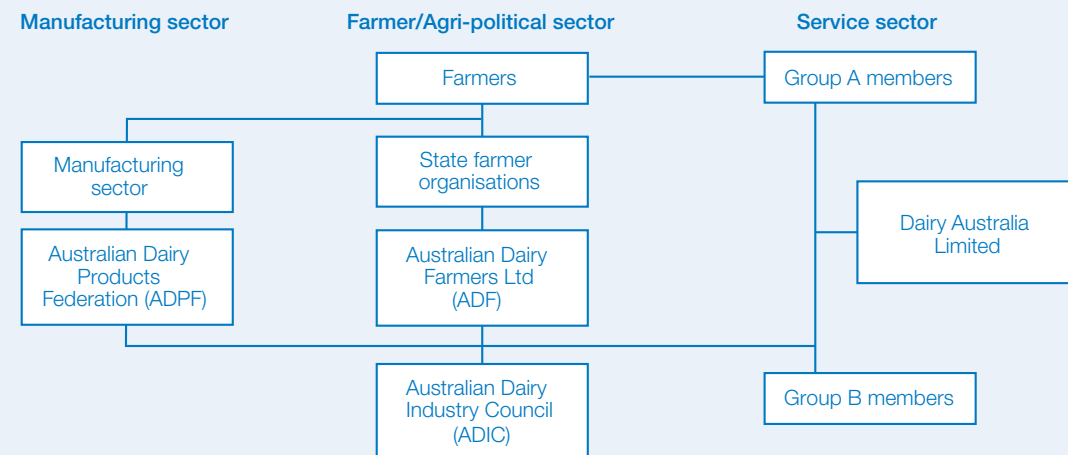 Manufacturing sector
Farmer/Agri-political sector
Service sector
Farmers
Group A members
Manufacturing
sector
State farmer
organisations
Dairy Australia
Limited
Australian Dairy
Products
Federation (ADPF)
Australian Dairy
Farmers Ltd
(ADF)
Australian Dairy
Industry Council
(ADIC)
Group B members